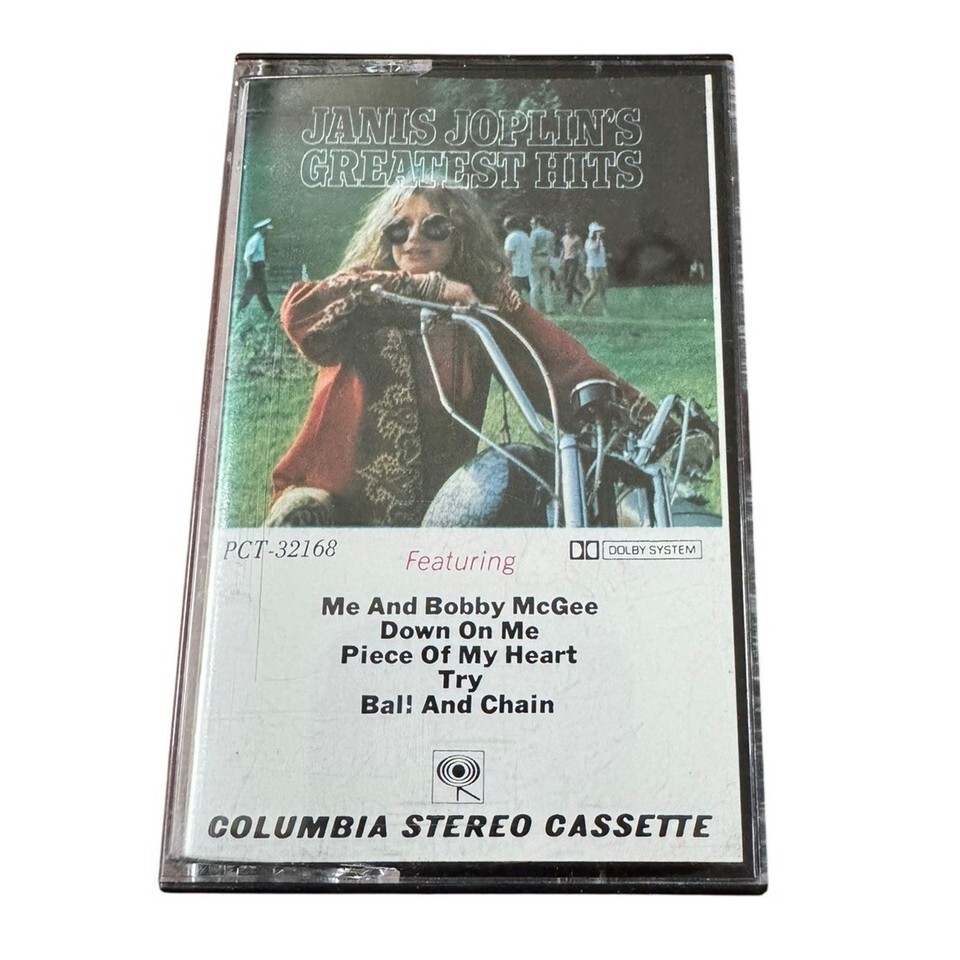 JANIS JOPLIN'S
GREATEST HITS
PCT-32168
Featuring
DOLBY SYSTEM
Me And Bobby McGee
Down On Me
Piece Of My Heart
Try
Ball And Chain
COLUMBIA STEREO CASSETTE